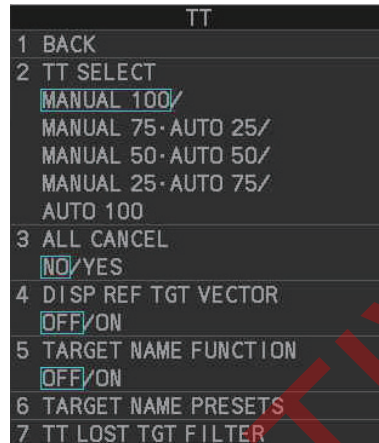 TT
1 BACK
2 TT SELECT
MANUAL 100/
MANUAL 75·AUTO 25/
MANUAL 50·AUTO 50/
MANUAL 25·AUTO 75/
AUTO 100
3 ALL CANCEL
NO/YES
4 DISP REF TGT VECTOR
OFF/ON
5 TARGET NAME FUNCTION
OFF/ON
6 TARGET NAME PRESETS
7 TT LOST TGT FILTER